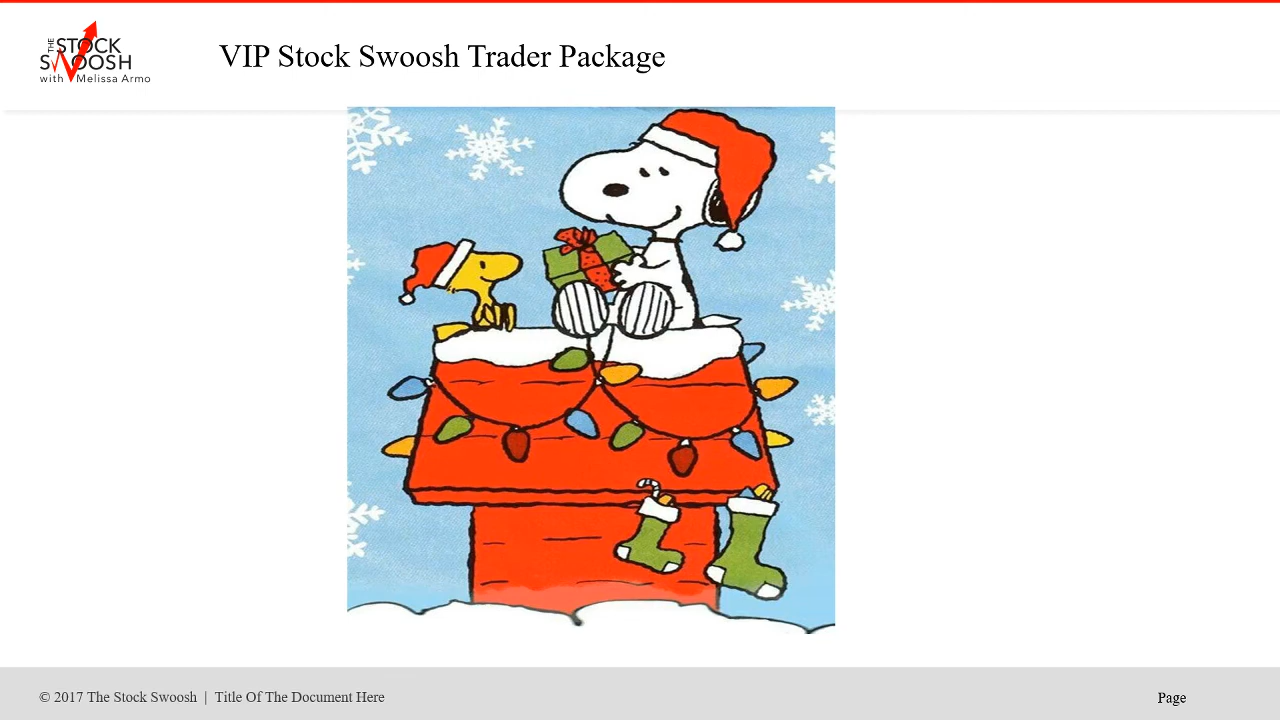 THE STOCK
SWOOSH
with Melissa Armo
VIP Stock Swoosh Trader Package
© 2017 The Stock Swoosh | Title Of The Document Here
Page